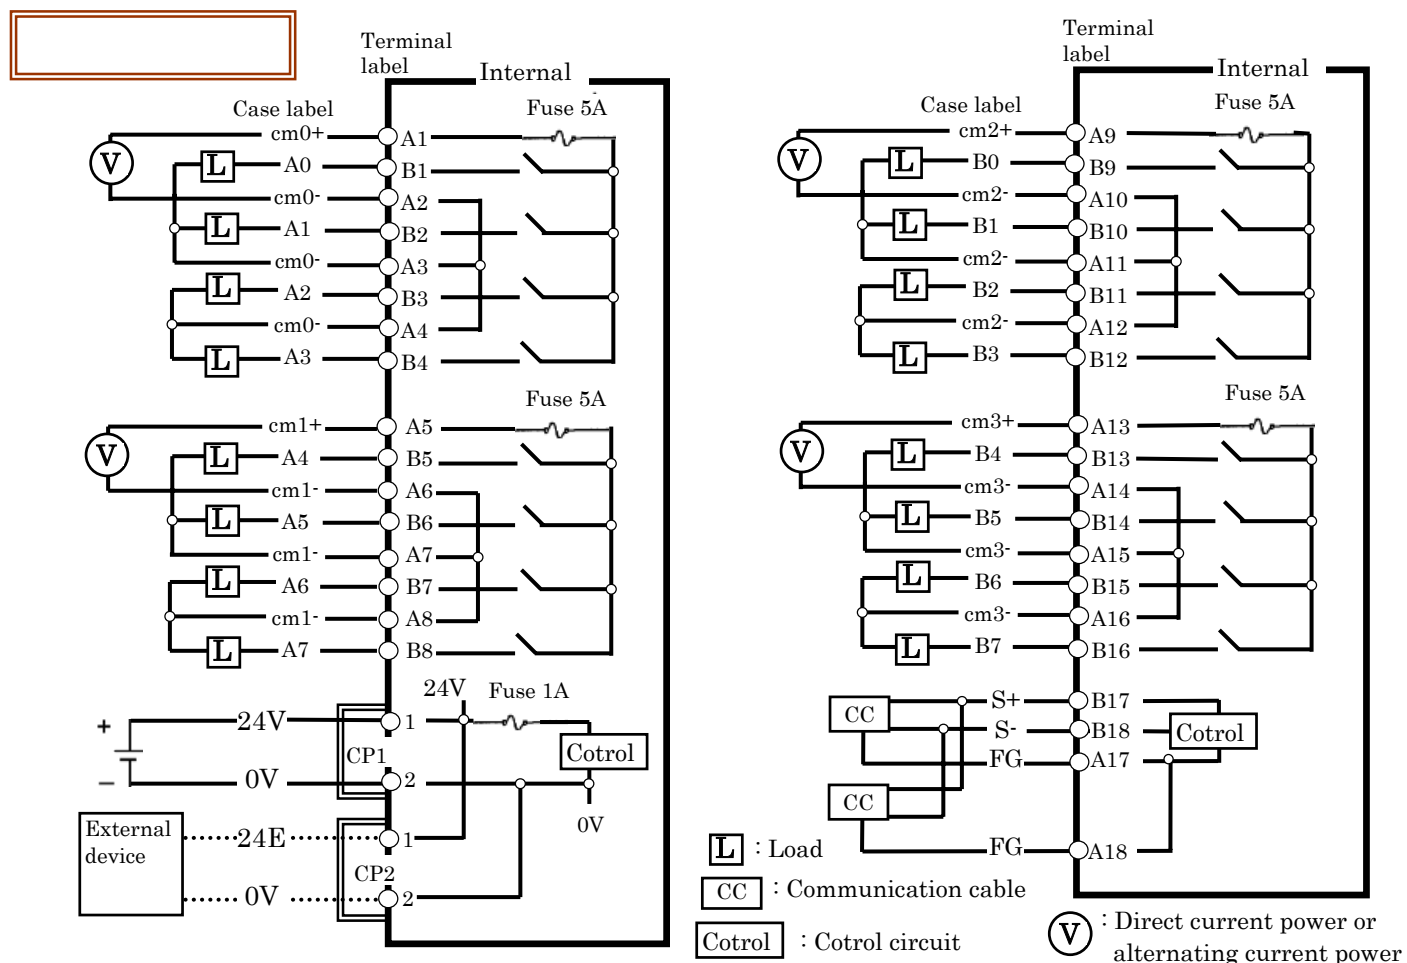 Terminal
label
Internal
Case label
Fuse 5A
cm0+ A1
L A0 B1
V
cm0- A2
L A1 B2
cm0- A3
L A2 B3
cm0- A4
L A3 B4
Fuse 5A
cm1+ A5
V
L A4 B5
cm1- A6
L A5 B6
cm1- A7
L A6 B7
cm1- A8
L A7 B8
24V Fuse 1A
+ 24V 1
CP1 Cotrol
− 0V 2
0V
External
device
24E 1
CP2
0V 2
Terminal
label
Internal
Case label
Fuse 5A
cm2+ A9
V
L B0 B9
cm2- A10
L B1 B10
cm2- A11
L B2 B11
cm2- A12
L B3 B12
Fuse 5A
cm3+ A13
V
L B4 B13
cm3- A14
L B5 B14
cm3- A15
L B6 B15
cm3- A16
L B7 B16
CC S+ B17
S- B18 Cotrol
FG A17
CC
FG A18
L : Load
CC : Communication cable
Cotrol : Cotrol circuit
V : Direct current power or
alternating current power